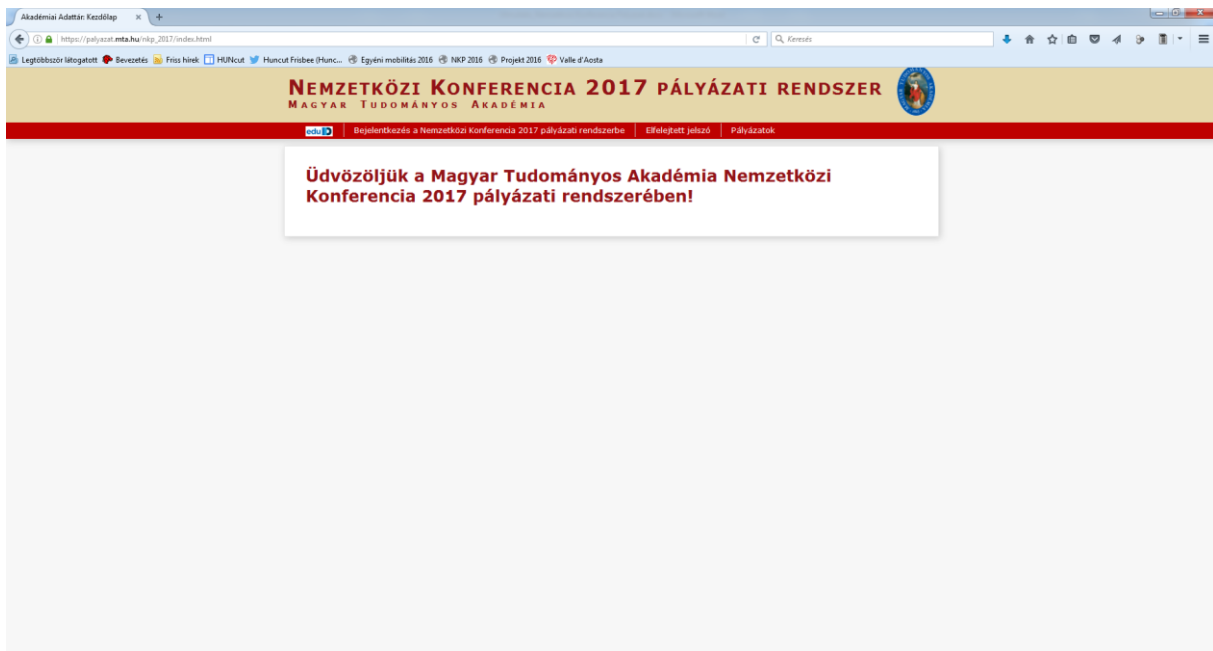 Akadémiai Adattár: Kezdőlap
https://palyazat.mta.hu/nkp_2017/index.html
Keresés
Legtöbbször látogatott Bevezetés Friss hírek HUNcut Huncut Frisbee (Hunc... Egyéni mobilitás 2016 NKP 2016 Projekt 2016 Valle d'Aosta
NEMZETKÖZI KONFERENCIA 2017 PÁLYÁZATI RENDSZER
MAGYAR TUDOMÁNYOS AKADÉMIA
edu ID Bejelentkezés a Nemzetközi Konferencia 2017 pályázati rendszerbe Elfelejtett jelszó Pályázatok
Üdvözöljük a Magyar Tudományos Akadémia Nemzetközi
Konferencia 2017 pályázati rendszerében!